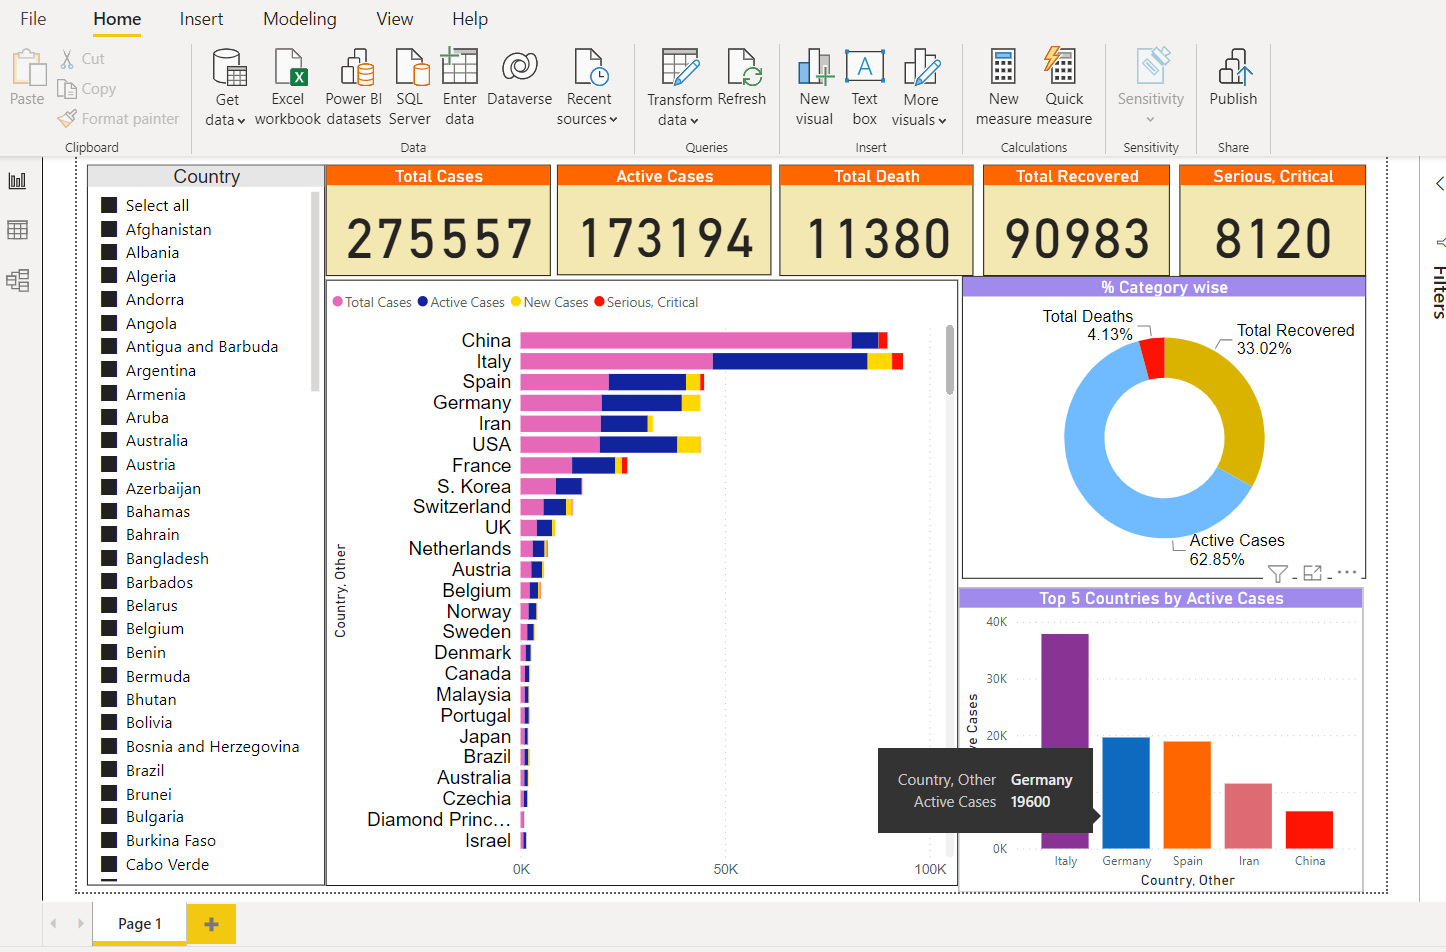 File Home Insert Modeling View Help
Paste
Cut
Copy
Format painter
Clipboard
Get data
Excel workbook
Power BI datasets
SQL Server
Enter data
Dataverse
Recent sources
Data
Transform data
Refresh
Queries
New visual
Text box
More visuals
Insert
New measure
Quick measure
Calculations
Sensitivity
Sensitivity
Publish
Share
Country
Select all
Afghanistan
Albania
Algeria
Andorra
Angola
Antigua and Barbuda
Argentina
Armenia
Aruba
Australia
Austria
Azerbaijan
Bahamas
Bahrain
Bangladesh
Barbados
Belarus
Belgium
Benin
Bermuda
Bhutan
Bolivia
Bosnia and Herzegovina
Brazil
Brunei
Bulgaria
Burkina Faso
Cabo Verde
Total Cases
275557
Active Cases
173194
Total Death
11380
Total Recovered
90983
Serious, Critical
8120
Total Cases Active Cases New Cases Serious, Critical
Country, Other
China
Italy
Spain
Germany
Iran
USA
France
S. Korea
Switzerland
UK
Netherlands
Austria
Belgium
Norway
Sweden
Denmark
Canada
Malaysia
Portugal
Japan
Brazil
Australia
Czechia
Diamond Princ...
Israel
0K 50K 100K
% Category wise
Total Deaths
4.13%
Total Recovered
33.02%
Active Cases
62.85%
Top 5 Countries by Active Cases
40K
30K
20K
0K
ve Cases
Country, Other Germany
Active Cases 19600
Italy Germany Spain Iran China
Country, Other
Filters
Page 1